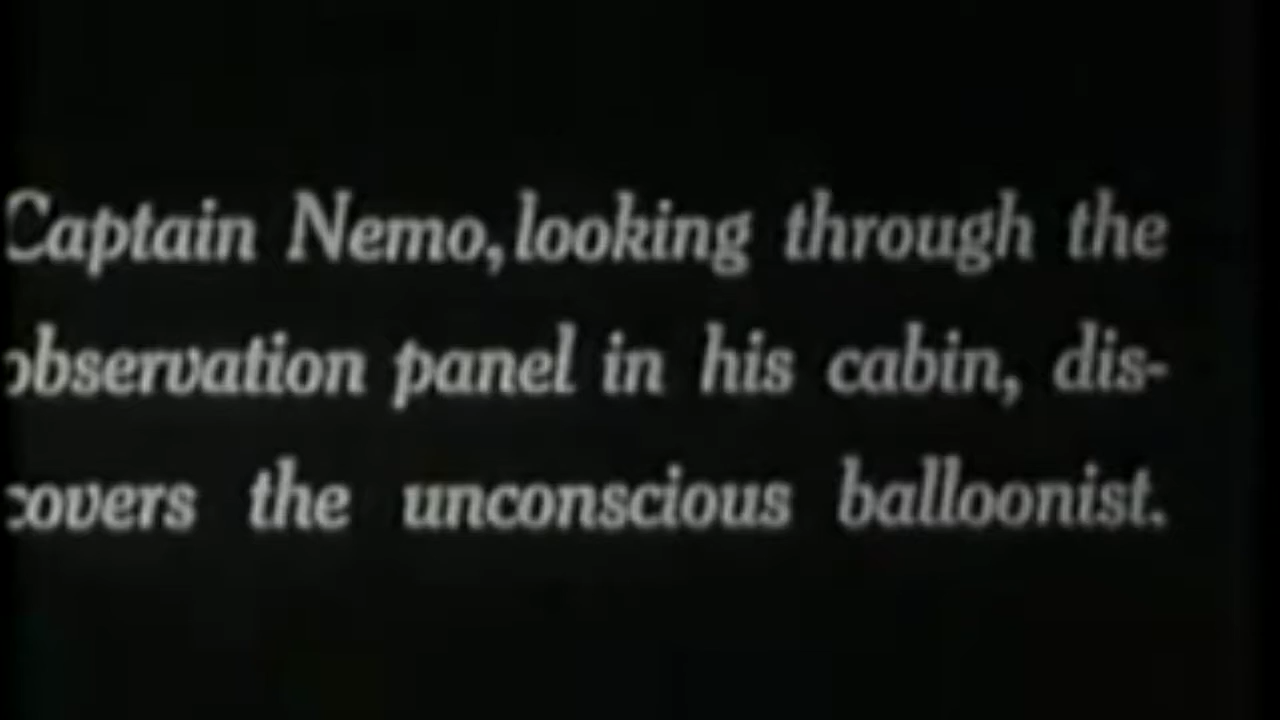 Captain Nemo, looking through the
observation panel in his cabin, dis-
covers the unconscious balloonist.